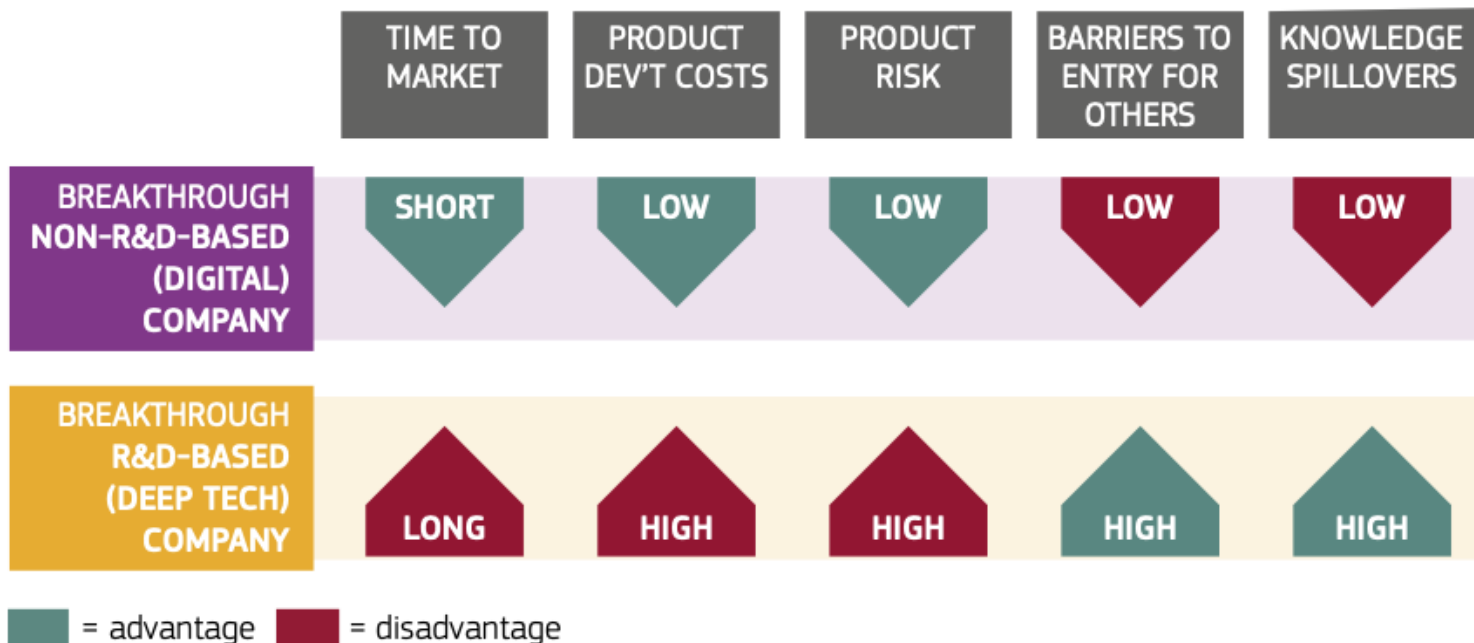 TIME TO
MARKET
PRODUCT
DEV'T COSTS
PRODUCT
RISK
BARRIERS TO
ENTRY FOR
OTHERS
KNOWLEDGE
SPILLOVERS
BREAKTHROUGH
NON-R&D-BASED
(DIGITAL)
COMPANY
SHORT
LOW
LOW
LOW
LOW
BREAKTHROUGH
R&D-BASED
(DEEP TECH)
COMPANY
LONG
HIGH
HIGH
HIGH
HIGH
= advantage
= disadvantage